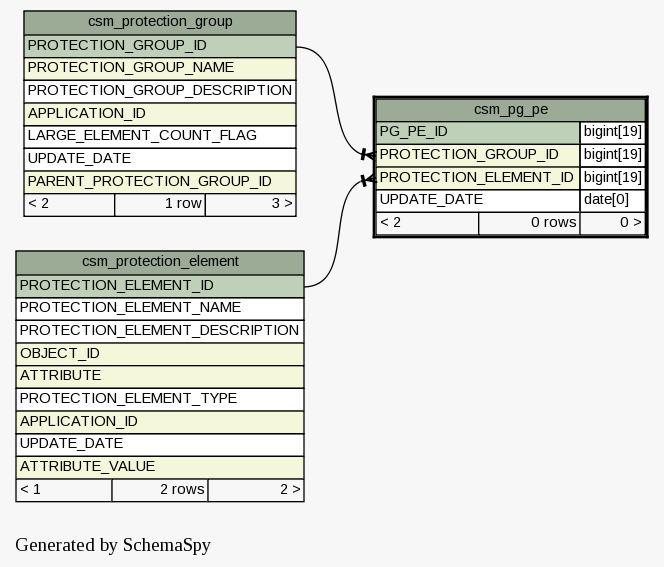 csm_protection_group
PROTECTION_GROUP_ID
PROTECTION_GROUP_NAME
PROTECTION_GROUP_DESCRIPTION
APPLICATION_ID
LARGE_ELEMENT_COUNT_FLAG
UPDATE_DATE
PARENT_PROTECTION_GROUP_ID
< 2 1 row 3 >
csm_pg_pe
PG_PE_ID bigint[19]
PROTECTION_GROUP_ID bigint[19]
PROTECTION_ELEMENT_ID bigint[19]
UPDATE_DATE date[0]
< 2 0 rows 0 >
csm_protection_element
PROTECTION_ELEMENT_ID
PROTECTION_ELEMENT_NAME
PROTECTION_ELEMENT_DESCRIPTION
OBJECT_ID
ATTRIBUTE
PROTECTION_ELEMENT_TYPE
APPLICATION_ID
UPDATE_DATE
ATTRIBUTE_VALUE
< 1 2 rows 2 >
Generated by SchemaSpy